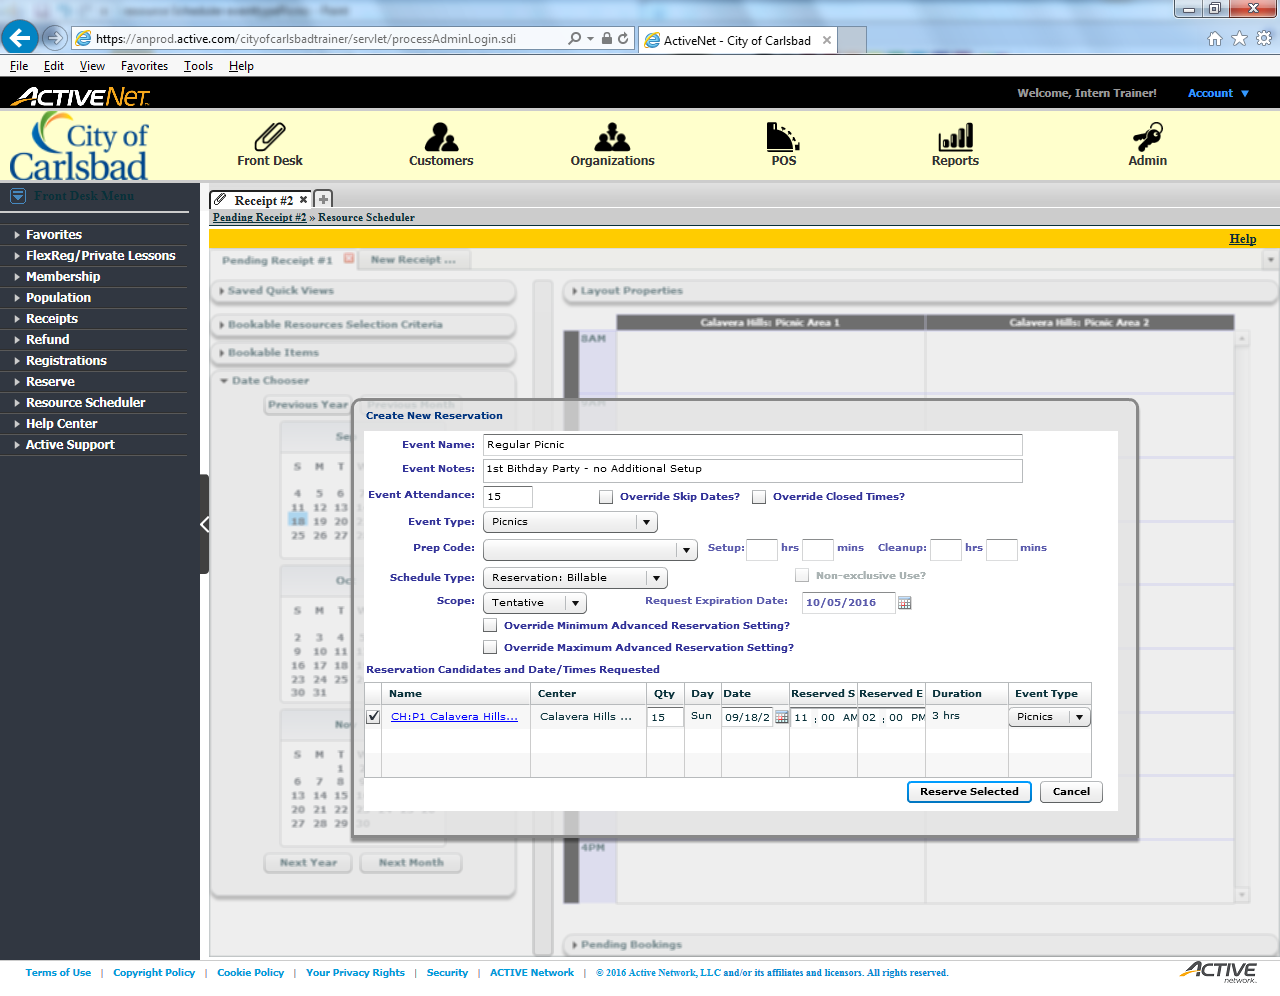 https://anprod.active.com/cityofcarlsbadtrainer/servlet/processAdminLogin.sdi
ActiveNet - City of Carlsbad
File Edit View Favorites Tools Help
ACTIVENET
Welcome, Intern Trainer! Account
City of Carlsbad
Front Desk Customers Organizations POS Reports Admin
Front Desk Menu
Favorites
FlexReg/Private Lessons
Membership
Population
Receipts
Refund
Registrations
Reserve
Resource Scheduler
Help Center
Active Support
Receipt #2
Pending Receipt #2 » Resource Scheduler
Help
Pending Receipt #1 New Receipt ...
Saved Quick Views
Bookable Resources Selection Criteria
Bookable Items
Date Chooser
Previous Year Previous Month
Se
S M T
4 5 6
11 12 13
18 19 20
25 26 27
Oc
S M T
2 3 4
9 10 11
16 17 18
23 24 25
30 31
No
S M T
1
6 7 8
13 14 15
20 21 22
27 28 29 30
Next Year Next Month
Layout Properties
Calavera Hills: Picnic Area 1 Calavera Hills: Picnic Area 2
8AM
9AM
4PM
Pending Bookings
Create New Reservation
Event Name: Regular Picnic
Event Notes: 1st Bithday Party - no Additional Setup
Event Attendance: 15 Override Skip Dates? Override Closed Times?
Event Type: Picnics
Prep Code: Setup: hrs mins Cleanup: hrs mins
Schedule Type: Reservation: Billable Non-exclusive Use?
Scope: Tentative Request Expiration Date: 10/05/2016
Override Minimum Advanced Reservation Setting?
Override Maximum Advanced Reservation Setting?
Reservation Candidates and Date/Times Requested
Name Center Qty Day Date Reserved S Reserved E Duration Event Type
CH:P1 Calavera Hills... Calavera Hills ... 15 Sun 09/18/2 11 : 00 AM 02 : 00 PM 3 hrs Picnics
Reserve Selected Cancel
Terms of Use | Copyright Policy | Cookie Policy | Your Privacy Rights | Security | ACTIVE Network | © 2016 Active Network, LLC and/or its affiliates and licensors. All rights reserved.
ACTIVE network.